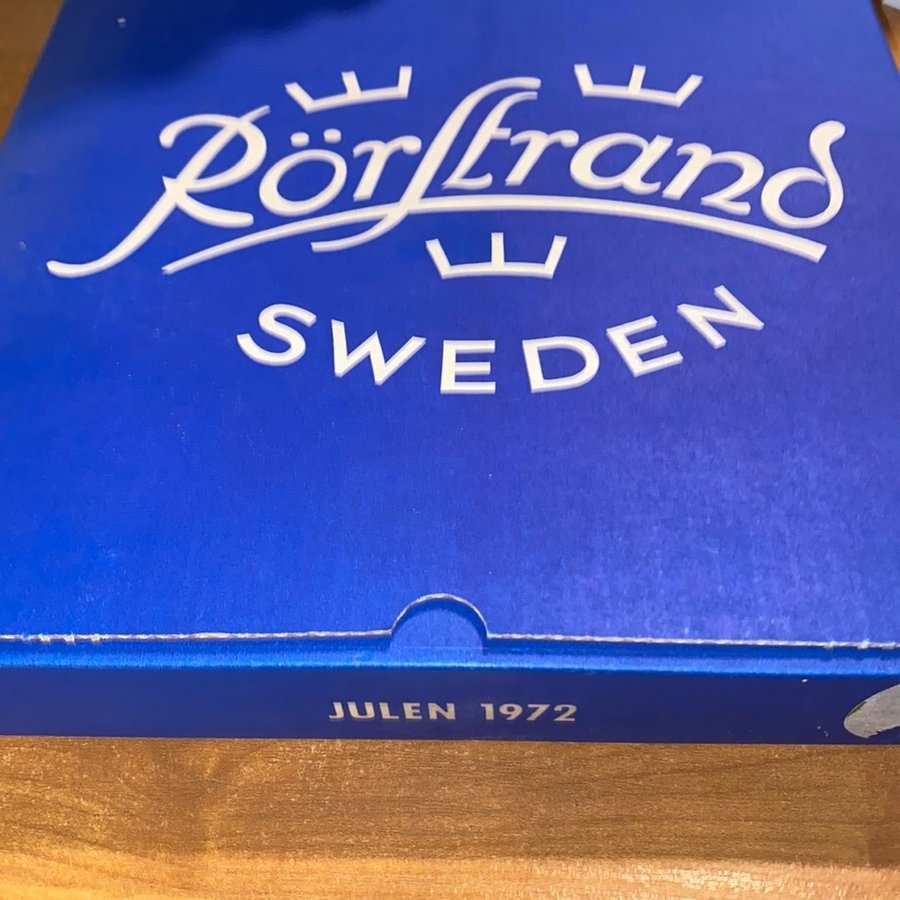 Rörstrand
SWEDEN
JULEN 1972